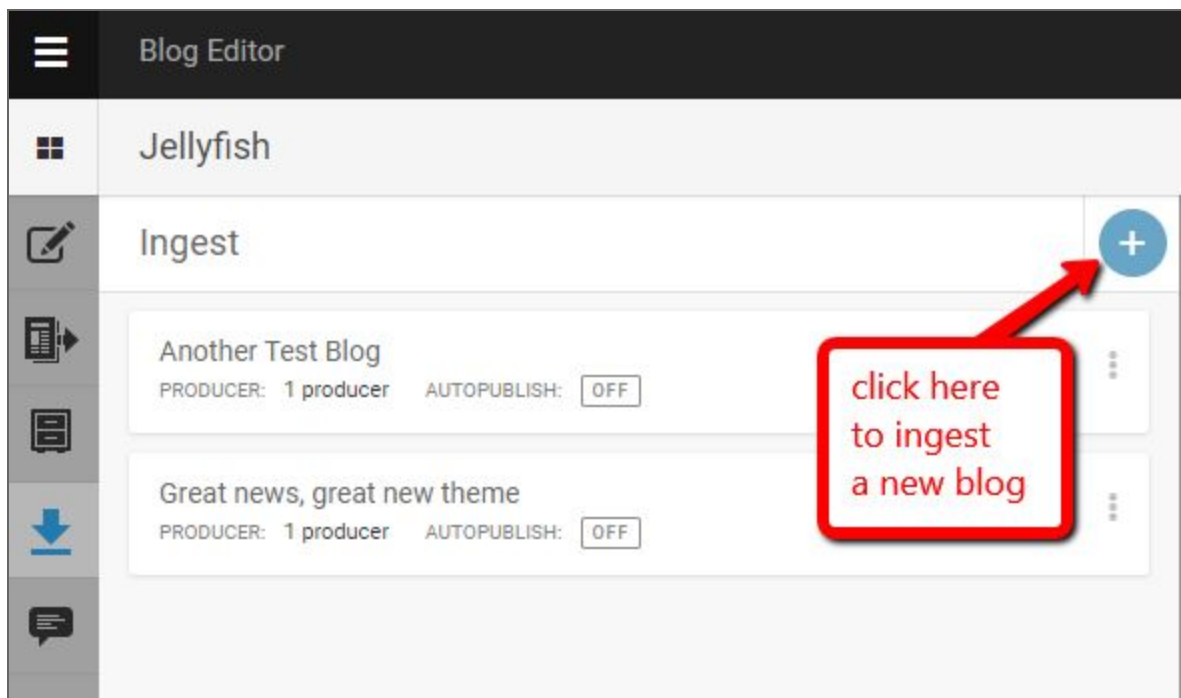 Blog Editor
Jellyfish
Ingest
Another Test Blog
PRODUCER: 1 producer AUTOPUBLISH: OFF
click here
to ingest
a new blog
Great news, great new theme
PRODUCER: 1 producer AUTOPUBLISH: OFF